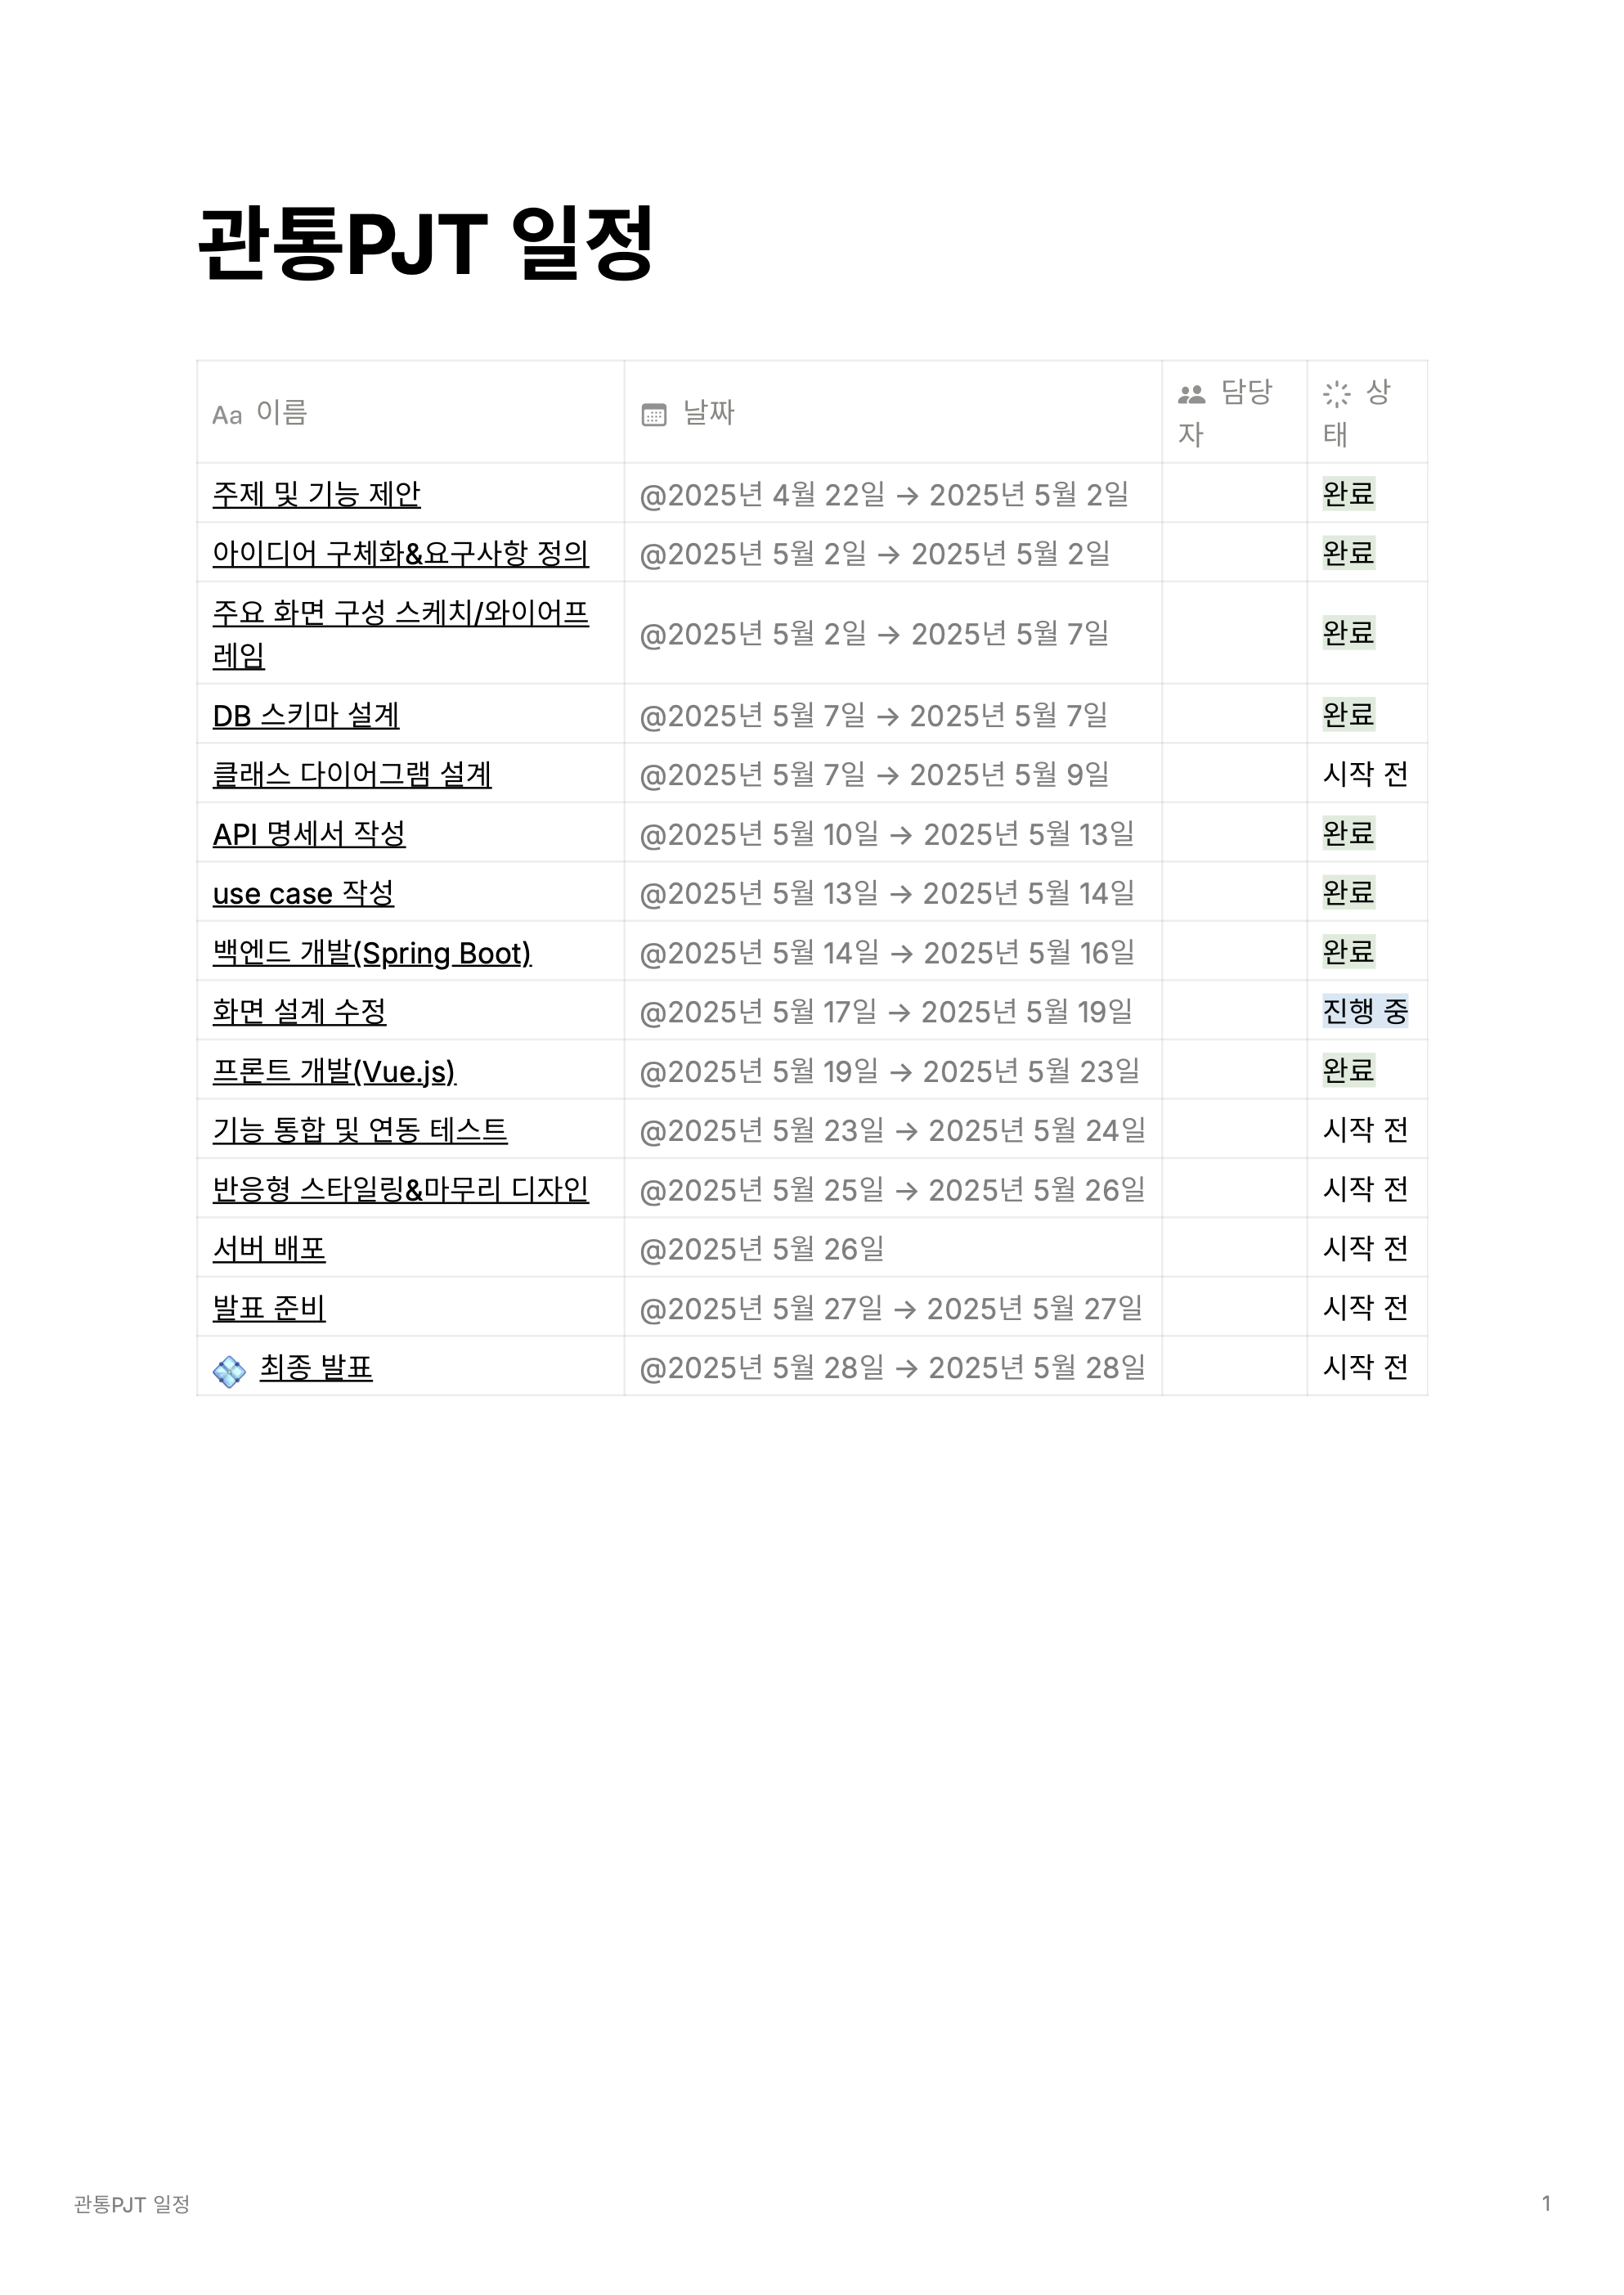 관통PJT 일정
Aa 이름 날짜 담당자 상태
주제 및 기능 제안 @2025년 4월 22일 → 2025년 5월 2일 완료
아이디어 구체화&요구사항 정의 @2025년 5월 2일 → 2025년 5월 2일 완료
주요 화면 구성 스케치/와이어프레임 @2025년 5월 2일 → 2025년 5월 7일 완료
DB 스키마 설계 @2025년 5월 7일 → 2025년 5월 7일 완료
클래스 다이어그램 설계 @2025년 5월 7일 → 2025년 5월 9일 시작 전
API 명세서 작성 @2025년 5월 10일 → 2025년 5월 13일 완료
use case 작성 @2025년 5월 13일 → 2025년 5월 14일 완료
백엔드 개발(Spring Boot) @2025년 5월 14일 → 2025년 5월 16일 완료
화면 설계 수정 @2025년 5월 17일 → 2025년 5월 19일 진행 중
프론트 개발(Vue.js) @2025년 5월 19일 → 2025년 5월 23일 완료
기능 통합 및 연동 테스트 @2025년 5월 23일 → 2025년 5월 24일 시작 전
반응형 스타일링&마무리 디자인 @2025년 5월 25일 → 2025년 5월 26일 시작 전
서버 배포 @2025년 5월 26일 시작 전
발표 준비 @2025년 5월 27일 → 2025년 5월 27일 시작 전
최종 발표 @2025년 5월 28일 → 2025년 5월 28일 시작 전
관통PJT 일정 1